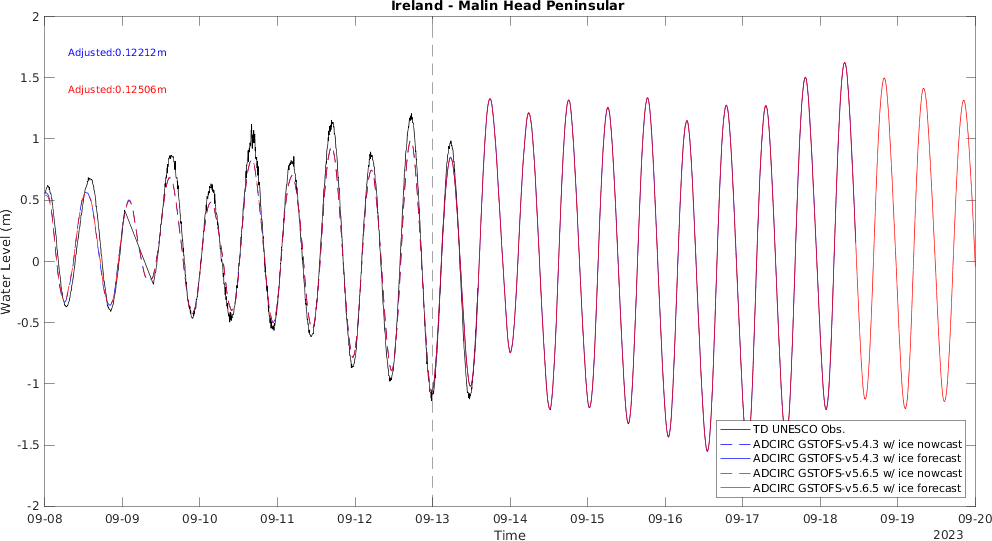 Ireland - Malin Head Peninsular
Adjusted:0.12212m
Adjusted:0.12506m
Water Level (m)
2
1.5
1
0.5
0
-0.5
-1
-1.5
-2
TD UNESCO Obs.
ADCIRC GSTOFS-v5.4.3 w/ ice nowcast
ADCIRC GSTOFS-v5.4.3 w/ ice forecast
ADCIRC GSTOFS-v5.6.5 w/ ice nowcast
ADCIRC GSTOFS-v5.6.5 w/ ice forecast
09-08 09-09 09-10 09-11 09-12 09-13 09-14 09-15 09-16 09-17 09-18 09-19 09-20
Time
2023